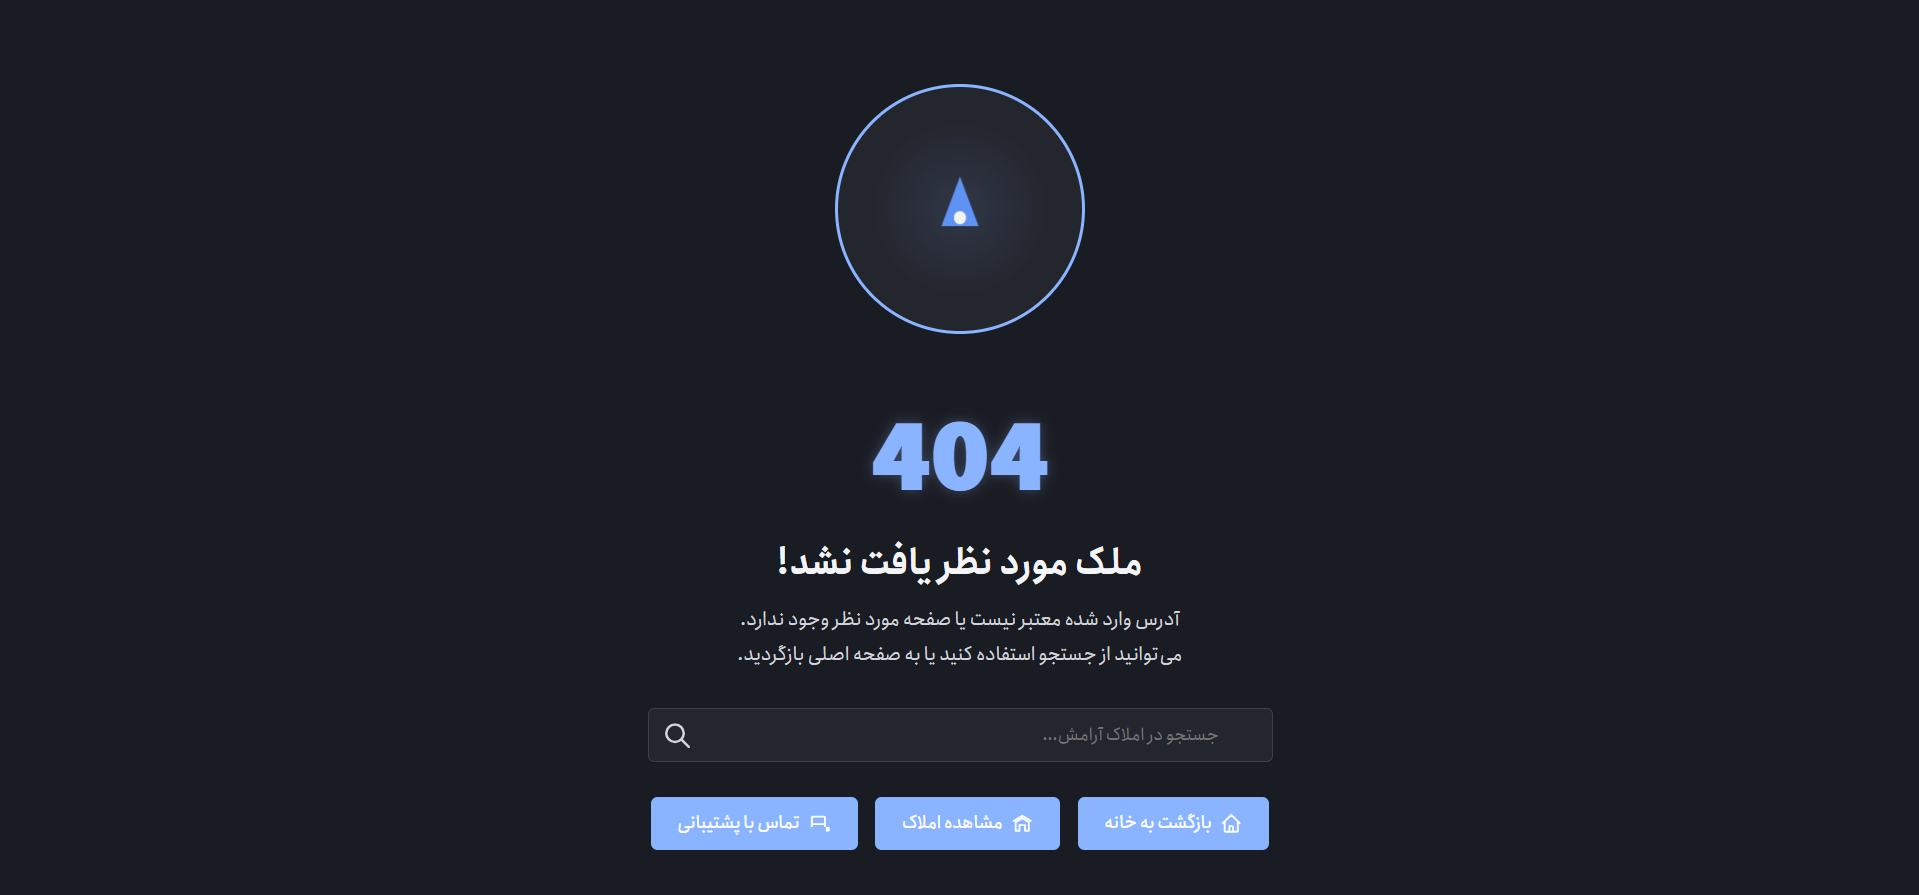 404
ملک مورد نظر یافت نشد!
آدرس وارد شده معتبر نیست یا صفحه مورد نظر وجود ندارد.
می‌توانید از جستجو استفاده کنید یا به صفحه اصلی بازگردید.
جستجو در املاک آرامش...
بازگشت به خانه
مشاهده املاک
تماس با پشتیبانی